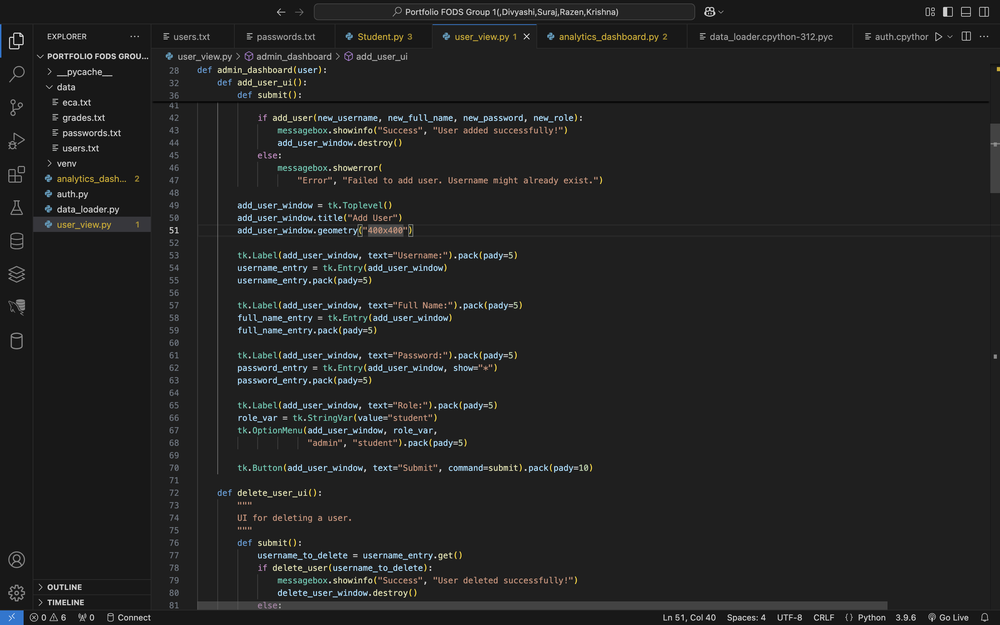 Portfolio FODS Group 1(,Divyashi,Suraj,Razen,Krishna)
EXPLORER
PORTFOLIO FODS GROU...
__pycache__
data
eca.txt
grades.txt
passwords.txt
users.txt
venv
analytics_dash... 2
auth.py
data_loader.py
user_view.py 1
OUTLINE
TIMELINE
users.txt passwords.txt Student.py 3 user_view.py 1 analytics_dashboard.py 2 data_loader.cpython-312.pyc auth.cpythor
user_view.py > admin_dashboard > add_user_ui
28 def admin_dashboard(user):
32     def add_user_ui():
36         def submit():
41
42             if add_user(new_username, new_full_name, new_password, new_role):
43                 messagebox.showinfo("Success", "User added successfully!")
44                 add_user_window.destroy()
45             else:
46                 messagebox.showerror(
47                     "Error", "Failed to add user. Username might already exist.")
48
49         add_user_window = tk.Toplevel()
50         add_user_window.title("Add User")
51         add_user_window.geometry("400x400")
52
53         tk.Label(add_user_window, text="Username:").pack(pady=5)
54         username_entry = tk.Entry(add_user_window)
55         username_entry.pack(pady=5)
56
57         tk.Label(add_user_window, text="Full Name:").pack(pady=5)
58         full_name_entry = tk.Entry(add_user_window)
59         full_name_entry.pack(pady=5)
60
61         tk.Label(add_user_window, text="Password:").pack(pady=5)
62         password_entry = tk.Entry(add_user_window, show="*")
63         password_entry.pack(pady=5)
64
65         tk.Label(add_user_window, text="Role:").pack(pady=5)
66         role_var = tk.StringVar(value="student")
67         tk.OptionMenu(add_user_window, role_var,
68                       "admin", "student").pack(pady=5)
69
70         tk.Button(add_user_window, text="Submit", command=submit).pack(pady=10)
71
72     def delete_user_ui():
73         """
74         UI for deleting a user.
75         """
76         def submit():
77             username_to_delete = username_entry.get()
78             if delete_user(username_to_delete):
79                 messagebox.showinfo("Success", "User deleted successfully!")
80                 delete_user_window.destroy()
81             else:
0 6 0 Connect Ln 51, Col 40 Spaces: 4 UTF-8 CRLF {} Python 3.9.6 Go Live